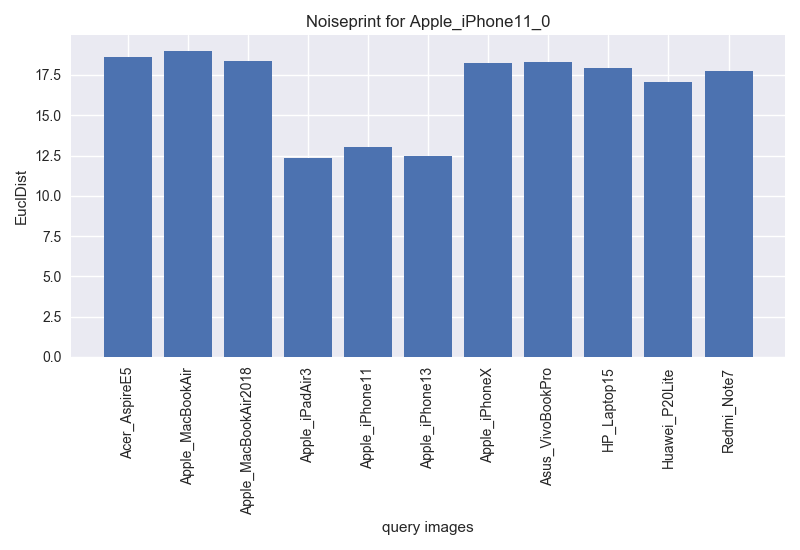 Noiseprint for Apple_iPhone11_0
EuclDist
17.5
15.0
12.5
10.0
7.5
5.0
2.5
0.0
Acer_AspireE5
Apple_MacBookAir
Apple_MacBookAir2018
Apple_iPadAir3
Apple_iPhone11
Apple_iPhone13
Apple_iPhoneX
Asus_VivoBookPro
HP_Laptop15
Huawei_P20Lite
Redmi_Note7
query images